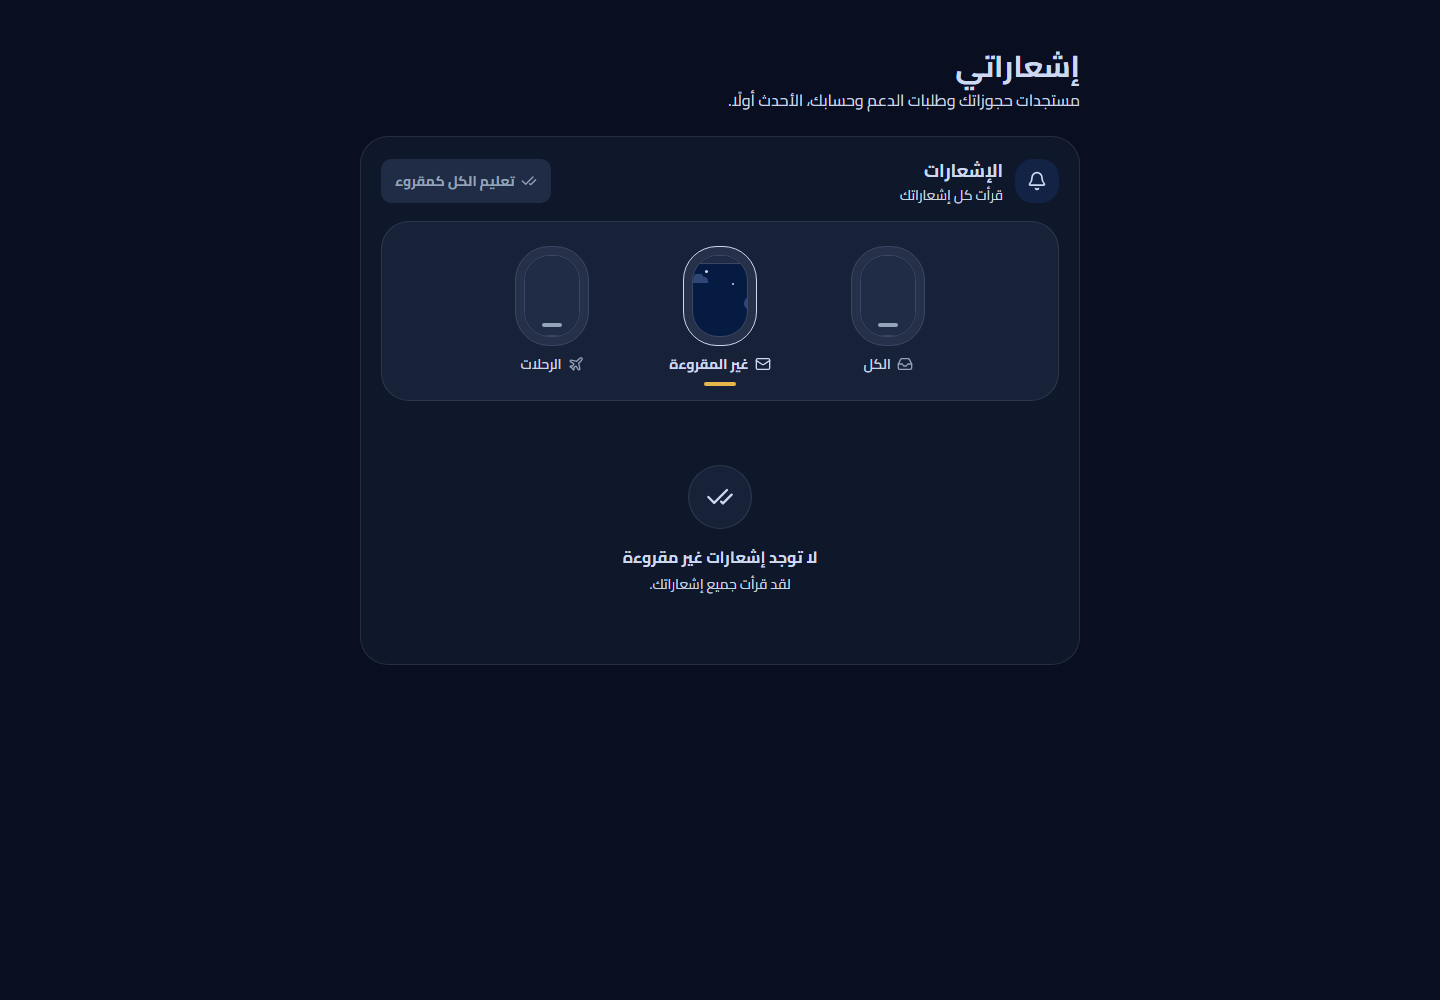 إشعاراتي
مستجدات حجوزاتك وطلبات الدعم وحسابك، الأحدث أولًا.
الإشعارات
قرأت كل إشعاراتك
تعليم الكل كمقروء
الكل
غير المقروءة
الرحلات
لا توجد إشعارات غير مقروءة
لقد قرأت جميع إشعاراتك.